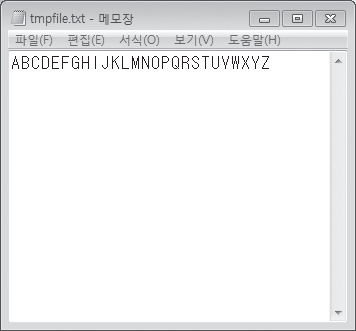 tmpfile.txt - 메모장
파일(F) 편집(E) 서식(O) 보기(V) 도움말(H)
ABCDEFGHIJKLMNOPQRSTUVWXYZ